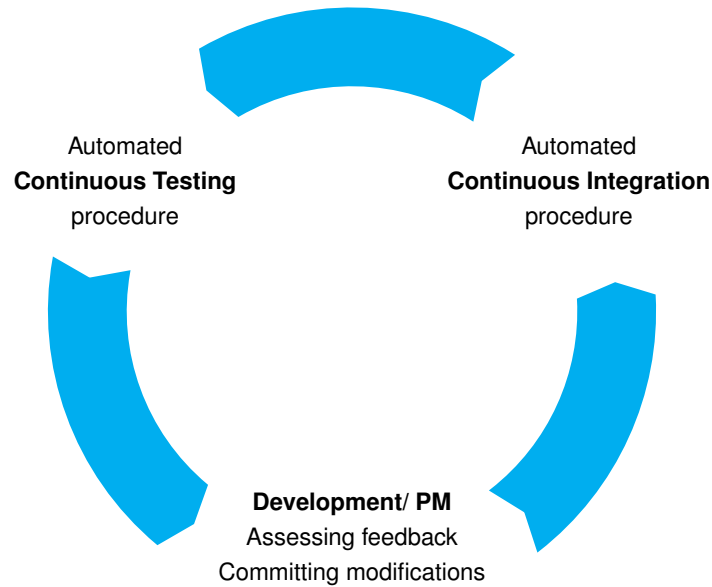 Automated
Continuous Testing
procedure
Automated
Continuous Integration
procedure
Development/ PM
Assessing feedback
Committing modifications